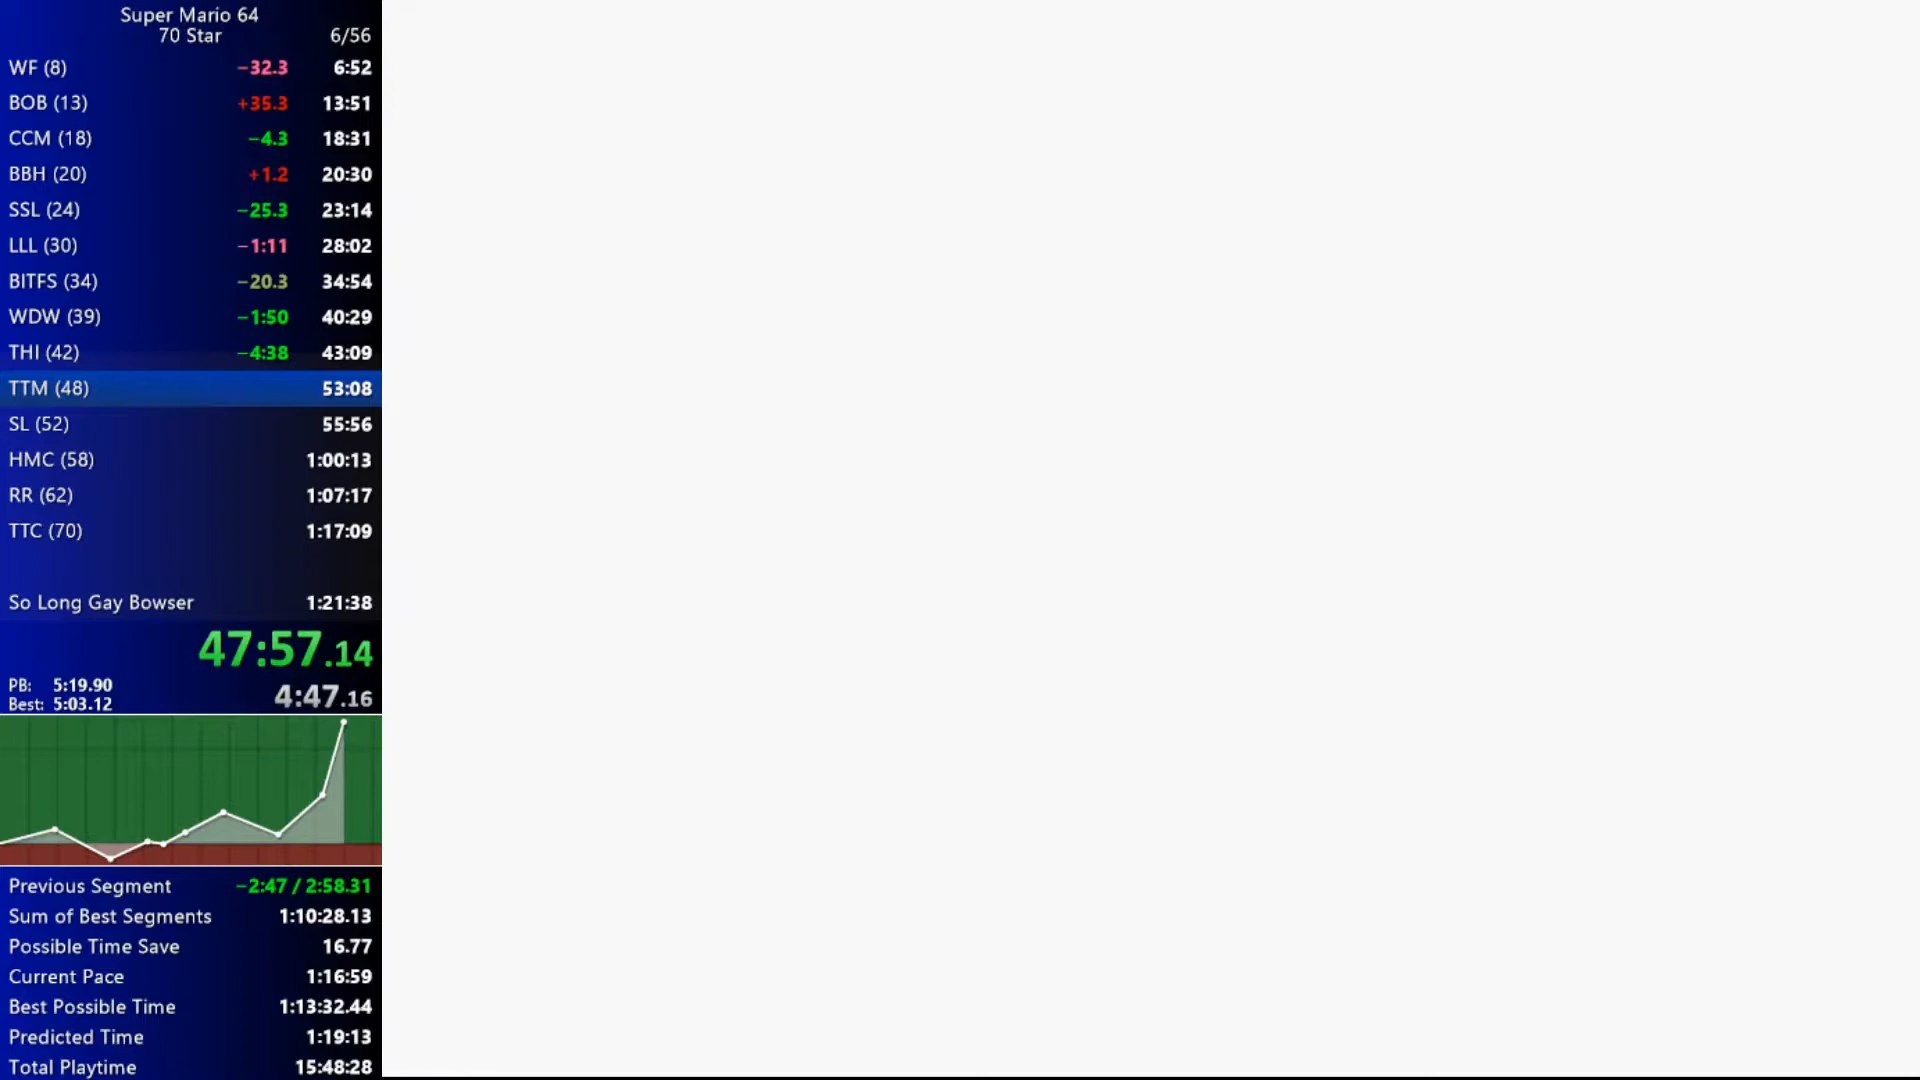 Super Mario 64
70 Star 6/56
WF (8) −32.3 6:52
BOB (13) +35.3 13:51
CCM (18) −4.3 18:31
BBH (20) +1.2 20:30
SSL (24) −25.3 23:14
LLL (30) −1:11 28:02
BITFS (34) −20.3 34:54
WDW (39) −1:50 40:29
THI (42) −4:38 43:09
TTM (48) 53:08
SL (52) 55:56
HMC (58) 1:00:13
RR (62) 1:07:17
TTC (70) 1:17:09
So Long Gay Bowser 1:21:38
47:57.14
PB: 5:19.90
Best: 5:03.12
4:47.16
Previous Segment −2:47 / 2:58.31
Sum of Best Segments 1:10:28.13
Possible Time Save 16.77
Current Pace 1:16:59
Best Possible Time 1:13:32.44
Predicted Time 1:19:13
Total Playtime 15:48:28